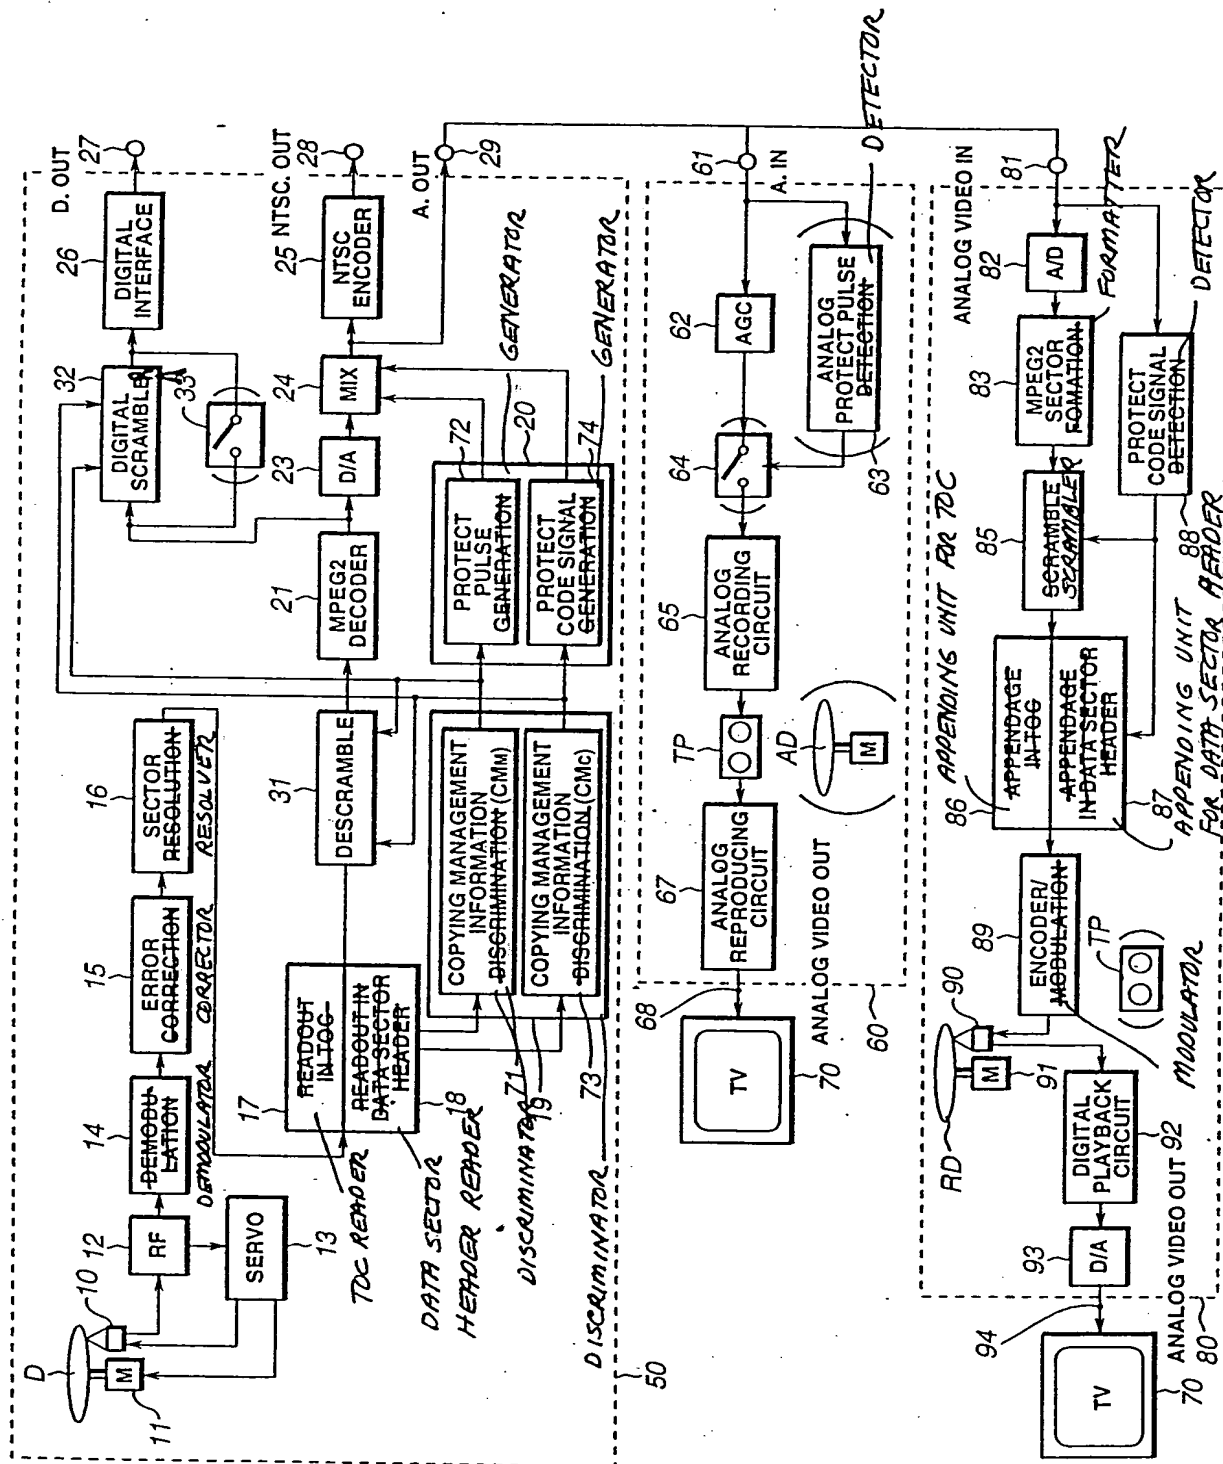 D
10
M
11
RF
12
SERVO
13
DEMODU-
LATION
14
DEMODULATOR
ERROR
CORRECTION
15
CORRECTOR
SECTOR
RESOLUTION
16
RESOLVER
READOUT
IN TOC
17
READOUT IN
DATA SECTOR
HEADER
18
TOC READER
DATA SECTOR
HEADER READER
DESCRAMBLE
31
COPYING MANAGEMENT
INFORMATION
DISCRIMINATION (CMM)
71
COPYING MANAGEMENT
INFORMATION
DISCRIMINATION (CMC)
73
19
DISCRIMINATOR
DISCRIMINATOR
MPEG2
DECODER
21
PROTECT
PULSE
GENERATION
72
PROTECT
CODE SIGNAL
GENERATION
74
20
GENERATOR
GENERATOR
D/A
23
MIX
24
NTSC
ENCODER
25
DIGITAL
SCRAMBLE
32
33
DIGITAL
INTERFACE
26
D. OUT
27
NTSC. OUT
28
A. OUT
29
50
61
A. IN
AGC
62
ANALOG
PROTECT PULSE
DETECTION
63
DETECTOR
64
ANALOG
RECORDING
CIRCUIT
65
TP
AD
M
ANALOG
REPRODUCING
CIRCUIT
67
ANALOG VIDEO OUT
68
TV
70
60
ANALOG VIDEO IN
81
A/D
82
MPEG2
SECTOR
FOMATION
83
FORMATTER
PROTECT
CODE SIGNAL
DETECTION
88
DETECTOR
SCRAMBLE
SCRAMBLER
85
APPENDING UNIT FOR TOC
APPENDAGE
IN TOC
86
APPENDAGE
IN DATA SECTOR
HEADER
87
APPENDING UNIT
FOR DATA SECTOR HEADER
ENCODER/
MODULATION
89
MODULATOR
TP
90
RD
M
91
DIGITAL
PLAYBACK
CIRCUIT
92
D/A
93
ANALOG VIDEO OUT
94
TV
70
80